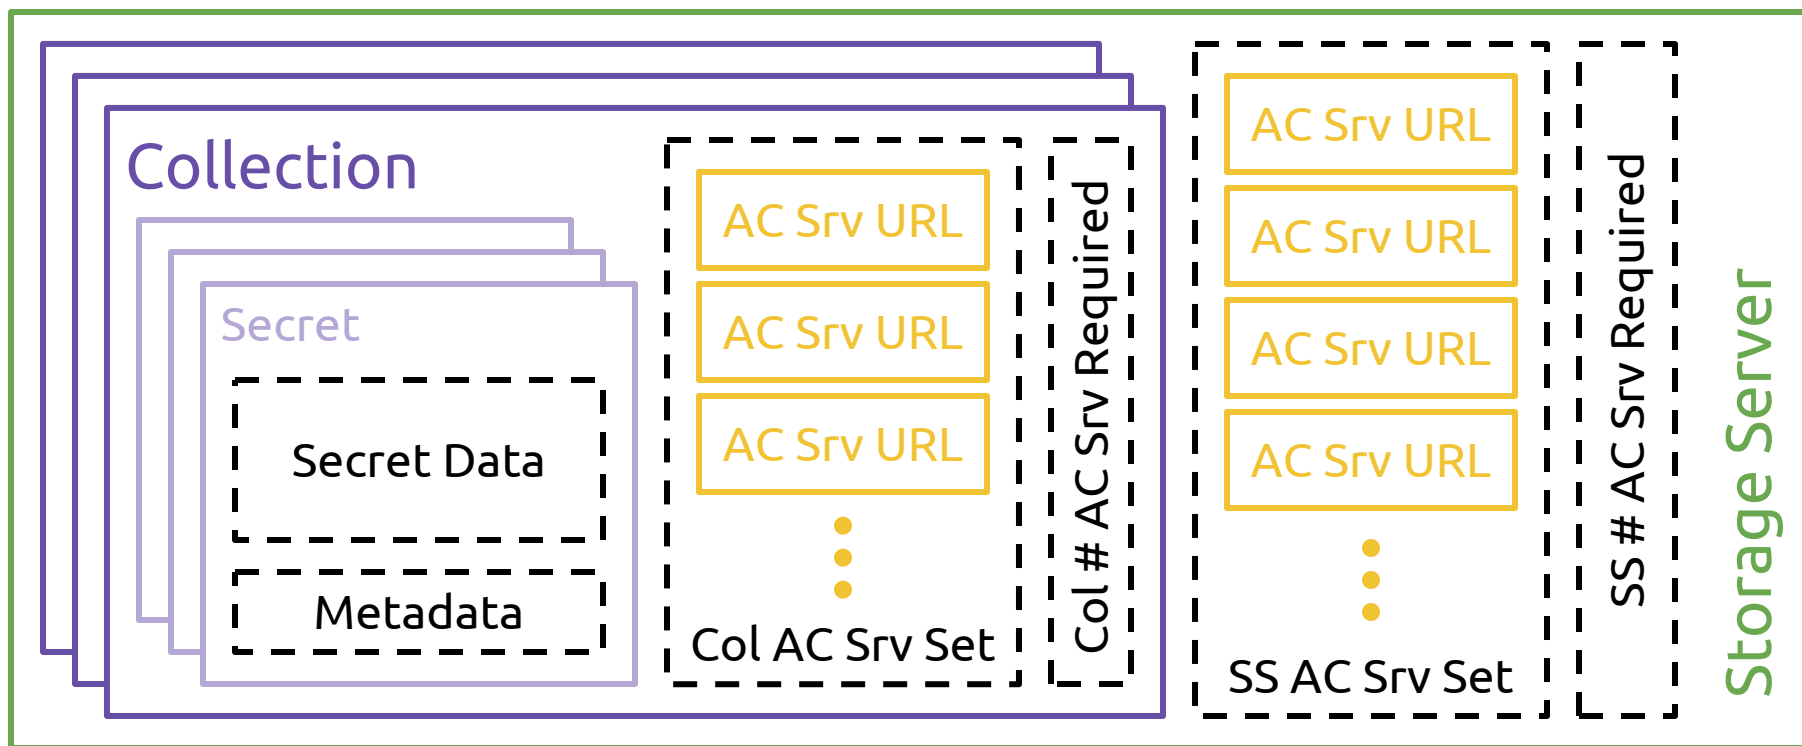 Collection
Secret
Secret Data
Metadata
AC Srv URL
AC Srv URL
AC Srv URL
Col AC Srv Set
Col # AC Srv Required
AC Srv URL
AC Srv URL
AC Srv URL
AC Srv URL
SS AC Srv Set
SS # AC Srv Required
Storage Server